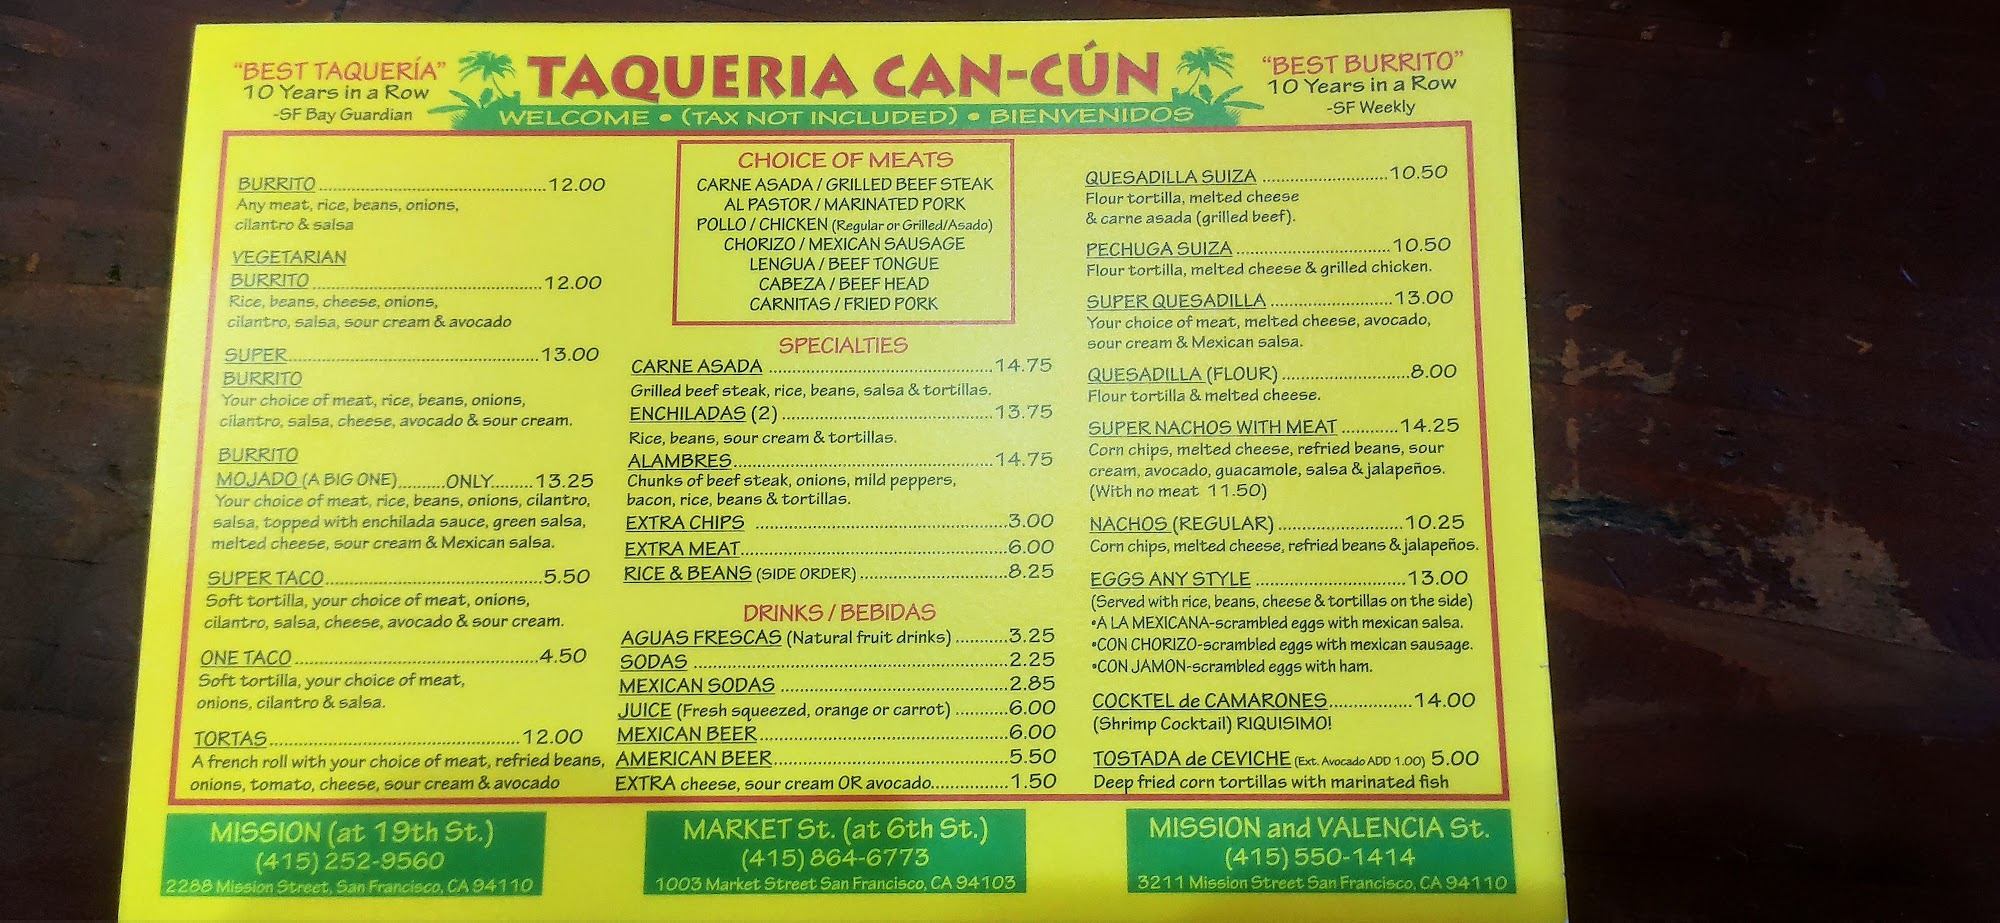 "BEST TAQUERÍA"
10 Years in a Row
-SF Bay Guardian
TAQUERIA CAN-CÚN
WELCOME • (TAX NOT INCLUDED) • BIENVENIDOS
"BEST BURRITO"
10 Years in a Row
-SF Weekly
BURRITO 12.00
Any meat, rice, beans, onions,
cilantro & salsa
VEGETARIAN
BURRITO 12.00
Rice, beans, cheese, onions,
cilantro, salsa, sour cream & avocado
SUPER 13.00
BURRITO
Your choice of meat, rice, beans, onions,
cilantro, salsa, cheese, avocado & sour cream.
BURRITO
MOJADO (A BIG ONE) ONLY 13.25
Your choice of meat, rice, beans, onions, cilantro,
salsa, topped with enchilada sauce, green salsa,
melted cheese, sour cream & Mexican salsa.
SUPER TACO 5.50
Soft tortilla, your choice of meat, onions,
cilantro, salsa, cheese, avocado & sour cream.
ONE TACO 4.50
Soft tortilla, your choice of meat,
onions, cilantro & salsa.
TORTAS 12.00
A french roll with your choice of meat, refried beans,
onions, tomato, cheese, sour cream & avocado
CHOICE OF MEATS
CARNE ASADA / GRILLED BEEF STEAK
AL PASTOR / MARINATED PORK
POLLO / CHICKEN (Regular or Grilled/Asado)
CHORIZO / MEXICAN SAUSAGE
LENGUA / BEEF TONGUE
CABEZA / BEEF HEAD
CARNITAS / FRIED PORK
SPECIALTIES
CARNE ASADA 14.75
Grilled beef steak, rice, beans, salsa & tortillas.
ENCHILADAS (2) 13.75
Rice, beans, sour cream & tortillas.
ALAMBRES 14.75
Chunks of beef steak, onions, mild peppers,
bacon, rice, beans & tortillas.
EXTRA CHIPS 3.00
EXTRA MEAT 6.00
RICE & BEANS (SIDE ORDER) 8.25
DRINKS / BEBIDAS
AGUAS FRESCAS (Natural fruit drinks) 3.25
SODAS 2.25
MEXICAN SODAS 2.85
JUICE (Fresh squeezed, orange or carrot) 6.00
MEXICAN BEER 6.00
AMERICAN BEER 5.50
EXTRA cheese, sour cream OR avocado 1.50
QUESADILLA SUIZA 10.50
Flour tortilla, melted cheese
& carne asada (grilled beef).
PECHUGA SUIZA 10.50
Flour tortilla, melted cheese & grilled chicken.
SUPER QUESADILLA 13.00
Your choice of meat, melted cheese, avocado,
sour cream & Mexican salsa.
QUESADILLA (FLOUR) 8.00
Flour tortilla & melted cheese.
SUPER NACHOS WITH MEAT 14.25
Corn chips, melted cheese, refried beans, sour
cream, avocado, guacamole, salsa & jalapeños.
(With no meat 11.50)
NACHOS (REGULAR) 10.25
Corn chips, melted cheese, refried beans & jalapeños.
EGGS ANY STYLE 13.00
(Served with rice, beans, cheese & tortillas on the side)
•A LA MEXICANA-scrambled eggs with mexican salsa.
•CON CHORIZO-scrambled eggs with mexican sausage.
•CON JAMON-scrambled eggs with ham.
COCKTEL de CAMARONES 14.00
(Shrimp Cocktail) RIQUISIMO!
TOSTADA de CEVICHE (Ext. Avocado ADD 1.00) 5.00
Deep fried corn tortillas with marinated fish
MISSION (at 19th St.)
(415) 252-9560
2288 Mission Street, San Francisco, CA 94110
MARKET St. (at 6th St.)
(415) 864-6773
1003 Market Street San Francisco, CA 94103
MISSION and VALENCIA St.
(415) 550-1414
3211 Mission Street San Francisco, CA 94110